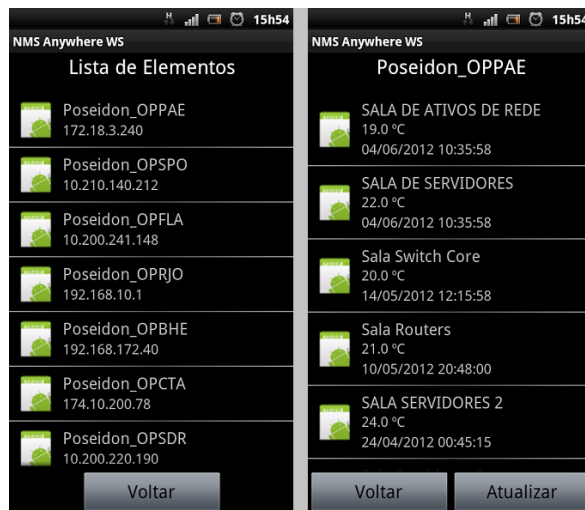 H 15h54
NMS Anywhere WS
Lista de Elementos
Poseidon_OPPAE
172.18.3.240
Poseidon_OPSPO
10.210.140.212
Poseidon_OPFLA
10.200.241.148
Poseidon_OPRJO
192.168.10.1
Poseidon_OPBHE
192.168.172.40
Poseidon_OPCTA
174.10.200.78
Poseidon_OPSDR
10.200.220.190
Voltar
H 15h54
NMS Anywhere WS
Poseidon_OPPAE
SALA DE ATIVOS DE REDE
19.0 ºC
04/06/2012 10:35:58
SALA DE SERVIDORES
22.0 ºC
04/06/2012 10:35:58
Sala Switch Core
20.0 ºC
14/05/2012 12:15:58
Sala Routers
21.0 ºC
10/05/2012 20:48:00
SALA SERVIDORES 2
24.0 ºC
24/04/2012 00:45:15
Voltar Atualizar